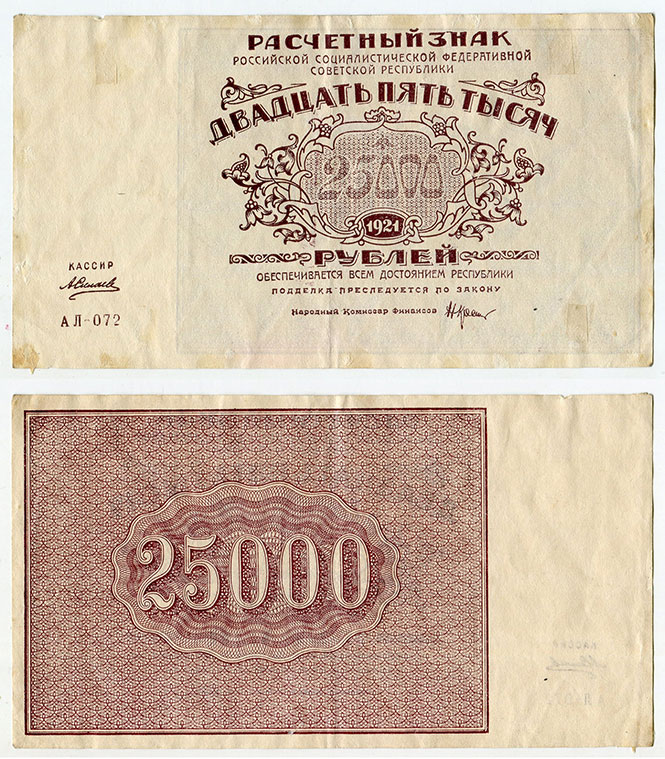 РАСЧЕТНЫЙ ЗНАК
РОССИЙСКОЙ СОЦИАЛИСТИЧЕСКОЙ ФЕДЕРАТИВНОЙ
СОВЕТСКОЙ РЕСПУБЛИКИ
ДВАДЦАТЬ ПЯТЬ ТЫСЯЧ
25000
1921
РУБЛЕЙ
ОБЕСПЕЧИВАЕТСЯ ВСЕМ ДОСТОЯНИЕМ РЕСПУБЛИКИ
ПОДДЕЛКА ПРЕСЛЕДУЕТСЯ ПО ЗАКОНУ
Народный Комиссар Финансов
КАССИР
АЛ-072
25000